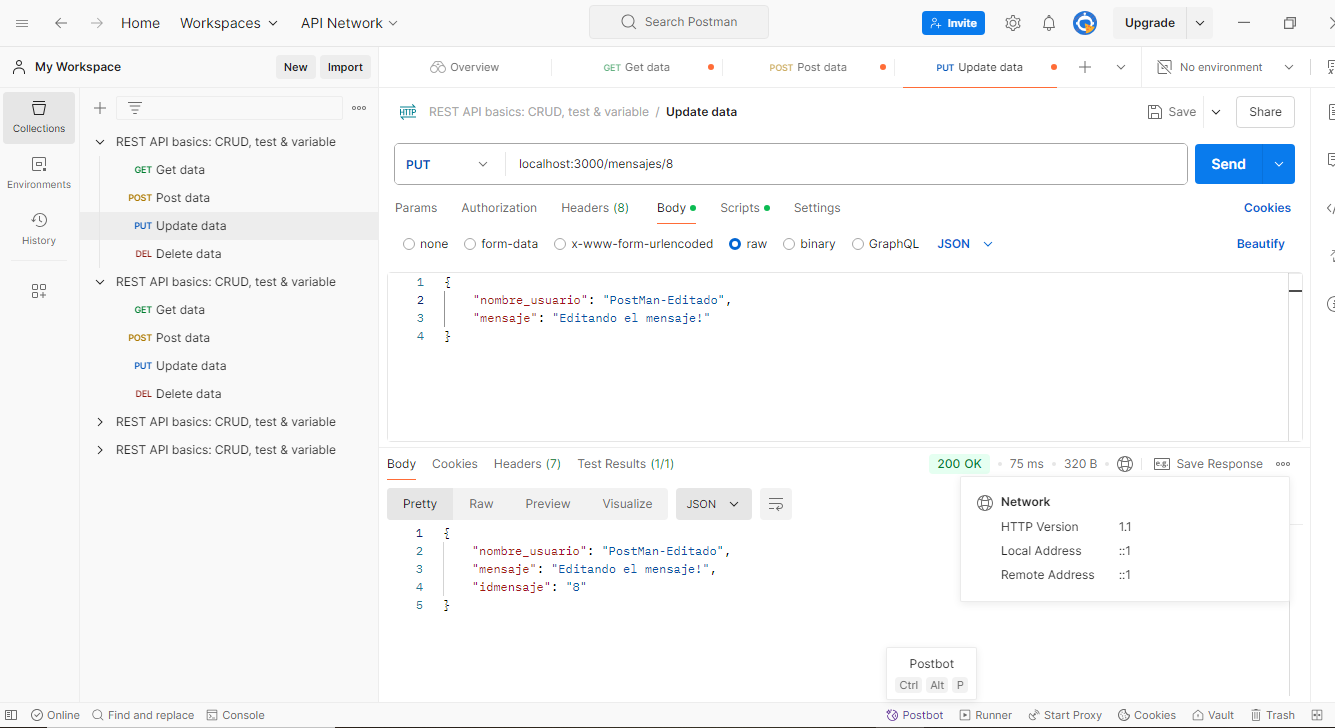 Home Workspaces API Network Search Postman Invite Upgrade
My Workspace New Import Overview GET Get data POST Post data PUT Update data No environment
Collections
Environments
History
REST API basics: CRUD, test & variable
GET Get data
POST Post data
PUT Update data
DEL Delete data
REST API basics: CRUD, test & variable
GET Get data
POST Post data
PUT Update data
DEL Delete data
REST API basics: CRUD, test & variable
REST API basics: CRUD, test & variable
HTTP REST API basics: CRUD, test & variable / Update data Save Share
PUT localhost:3000/mensajes/8 Send
Params Authorization Headers (8) Body Scripts Settings Cookies
none form-data x-www-form-urlencoded raw binary GraphQL JSON Beautify
1 {
2 "nombre_usuario": "PostMan-Editado",
3 "mensaje": "Editando el mensaje!"
4 }
Body Cookies Headers (7) Test Results (1/1) 200 OK 75 ms 320 B e.g. Save Response
Pretty Raw Preview Visualize JSON
1 {
2 "nombre_usuario": "PostMan-Editado",
3 "mensaje": "Editando el mensaje!",
4 "idmensaje": "8"
5 }
Network
HTTP Version 1.1
Local Address ::1
Remote Address ::1
Postbot
Ctrl Alt P
Online Find and replace Console Postbot Runner Start Proxy Cookies Vault Trash